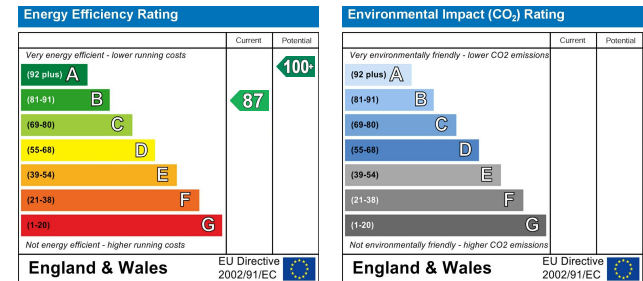 Energy Efficiency Rating
Current Potential
Very energy efficient - lower running costs
(92 plus) A
100+
(81-91) B
87
(69-80) C
(55-68) D
(39-54) E
(21-38) F
(1-20) G
Not energy efficient - higher running costs
England & Wales
EU Directive
2002/91/EC
Environmental Impact (CO₂) Rating
Current Potential
Very environmentally friendly - lower CO2 emissions
(92 plus) A
(81-91) B
(69-80) C
(55-68) D
(39-54) E
(21-38) F
(1-20) G
Not environmentally friendly - higher CO2 emissions
England & Wales
EU Directive
2002/91/EC